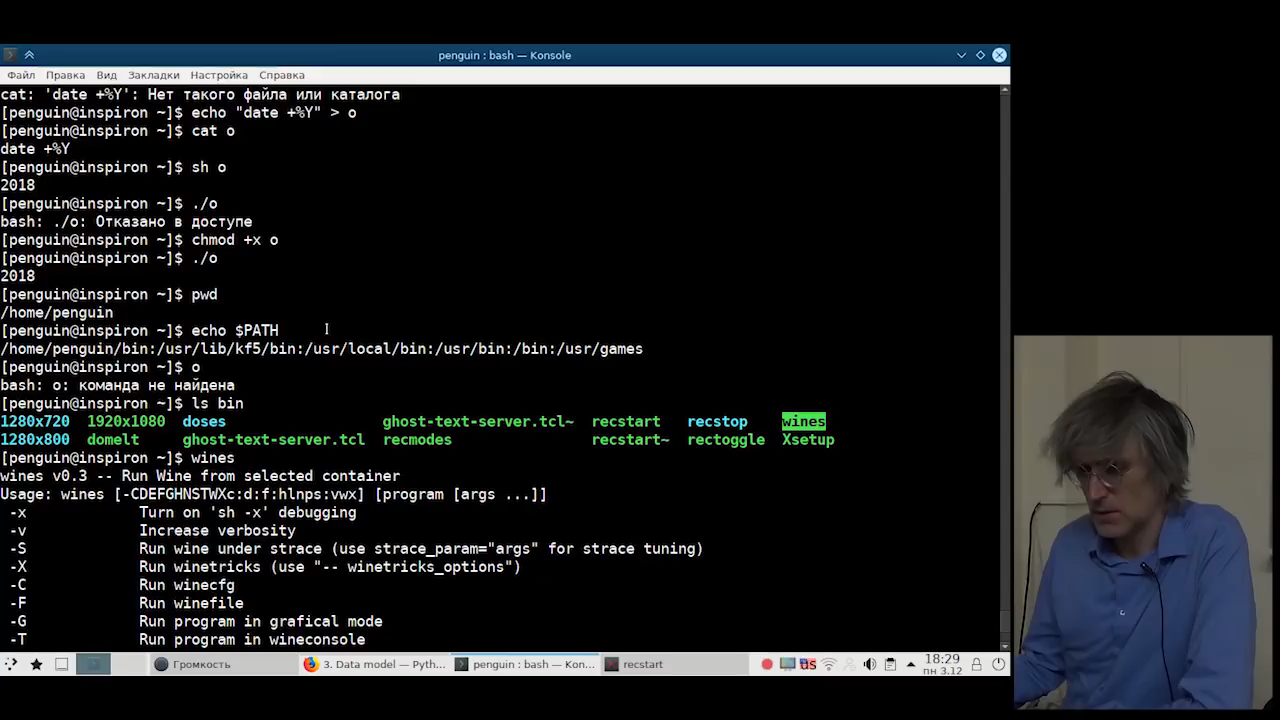 penguin : bash — Konsole
Файл Правка Вид Закладки Настройка Справка
cat: 'date +%Y': Нет такого файла или каталога
[penguin@inspiron ~]$ echo "date +%Y" > o
[penguin@inspiron ~]$ cat o
date +%Y
[penguin@inspiron ~]$ sh o
2018
[penguin@inspiron ~]$ ./o
bash: ./o: Отказано в доступе
[penguin@inspiron ~]$ chmod +x o
[penguin@inspiron ~]$ ./o
2018
[penguin@inspiron ~]$ pwd
/home/penguin
[penguin@inspiron ~]$ echo $PATH
/home/penguin/bin:/usr/lib/kf5/bin:/usr/local/bin:/usr/bin:/bin:/usr/games
[penguin@inspiron ~]$ o
bash: o: команда не найдена
[penguin@inspiron ~]$ ls bin
1280x720 1920x1080 doses ghost-text-server.tcl~ recstart recstop wines
1280x800 domelt ghost-text-server.tcl recmodes recstart~ rectoggle Xsetup
[penguin@inspiron ~]$ wines
wines v0.3 -- Run Wine from selected container
Usage: wines [-CDEFGHNSTWXc:d:f:hlnps:vwx] [program [args ...]]
-x Turn on 'sh -x' debugging
-v Increase verbosity
-S Run wine under strace (use strace_param="args" for strace tuning)
-X Run winetricks (use "-- winetricks_options")
-C Run winecfg
-F Run winefile
-G Run program in grafical mode
-T Run program in wineconsole
Громкость 3. Data model — Pyth... penguin : bash — Kon... recstart us 18:29
пн 3.12